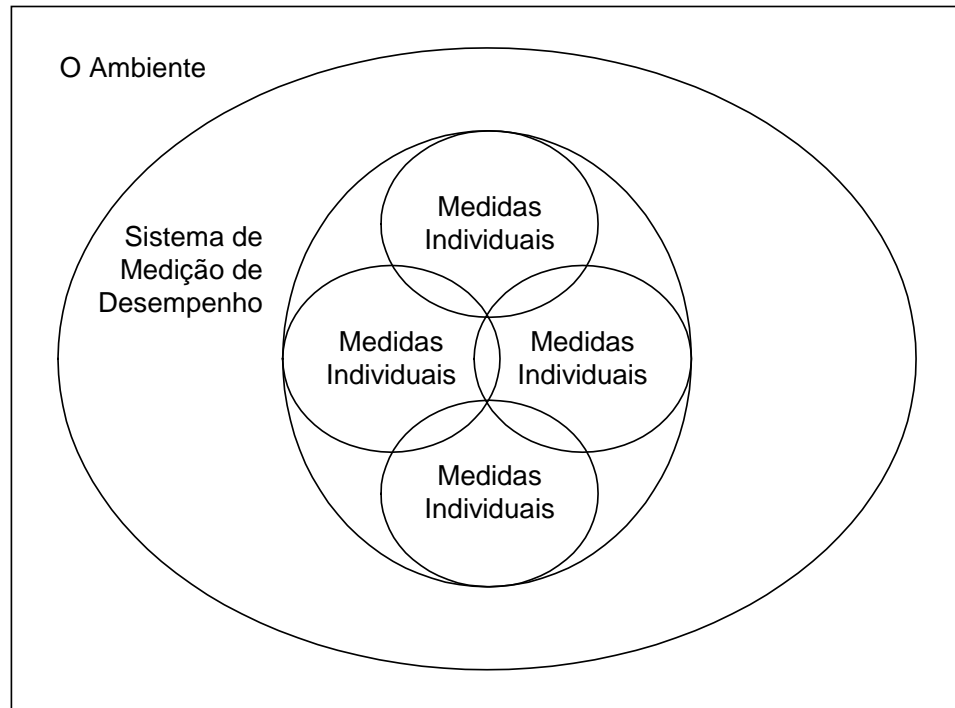 O Ambiente
Sistema de
Medição de
Desempenho
Medidas
Individuais
Medidas
Individuais
Medidas
Individuais
Medidas
Individuais